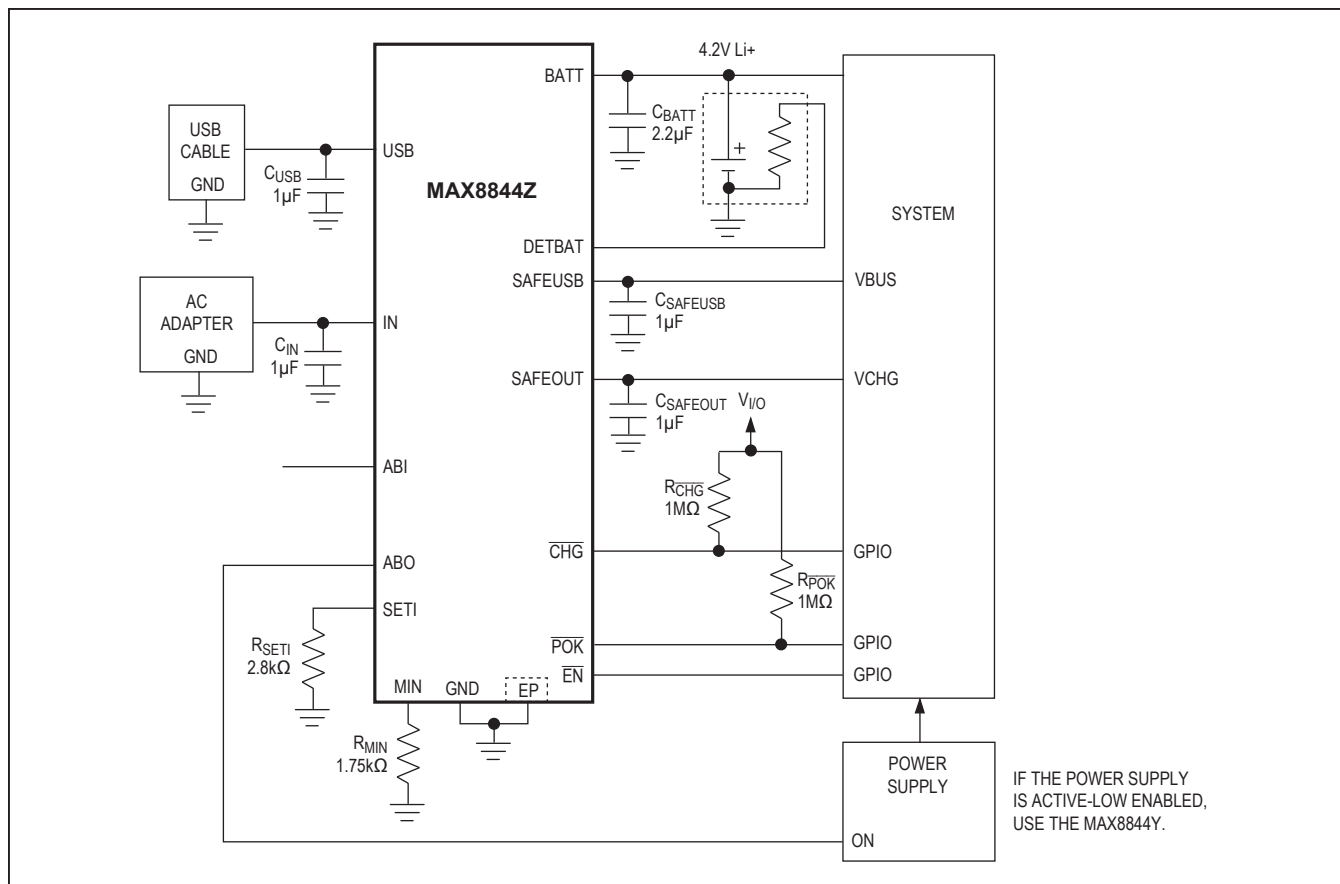 4.2V Li+
BATT
CBATT
2.2µF
+
USB
CABLE
GND
CUSB
1µF
USB
MAX8844Z
SYSTEM
DETBAT
SAFEUSB
VBUS
CSAFEUSB
1µF
AC
ADAPTER
GND
CIN
1µF
IN
SAFEOUT
VCHG
CSAFEOUT
1µF
VI/O
ABI
RCHG
1MΩ
CHG
GPIO
ABO
RPOK
1MΩ
SETI
RSETI
2.8kΩ
POK
GPIO
EN
GPIO
MIN
GND
EP
RMIN
1.75kΩ
POWER
SUPPLY
ON
IF THE POWER SUPPLY
IS ACTIVE-LOW ENABLED,
USE THE MAX8844Y.